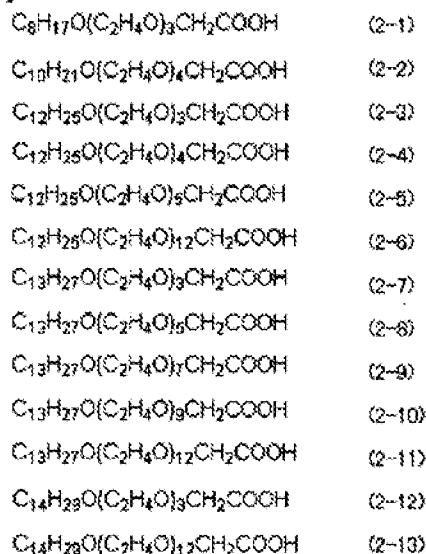 C8H17O(C2H4O)3CH2COOH (2-1)
C10H21O(C2H4O)4CH2COOH (2-2)
C12H25O(C2H4O)3CH2COOH (2-3)
C12H25O(C2H4O)4CH2COOH (2-4)
C12H25O(C2H4O)5CH2COOH (2-5)
C12H25O(C2H4O)12CH2COOH (2-6)
C13H27O(C2H4O)3CH2COOH (2-7)
C13H27O(C2H4O)5CH2COOH (2-8)
C13H27O(C2H4O)7CH2COOH (2-9)
C13H27O(C2H4O)9CH2COOH (2-10)
C13H27O(C2H4O)12CH2COOH (2-11)
C14H29O(C2H4O)3CH2COOH (2-12)
C14H29O(C2H4O)12CH2COOH (2-13)